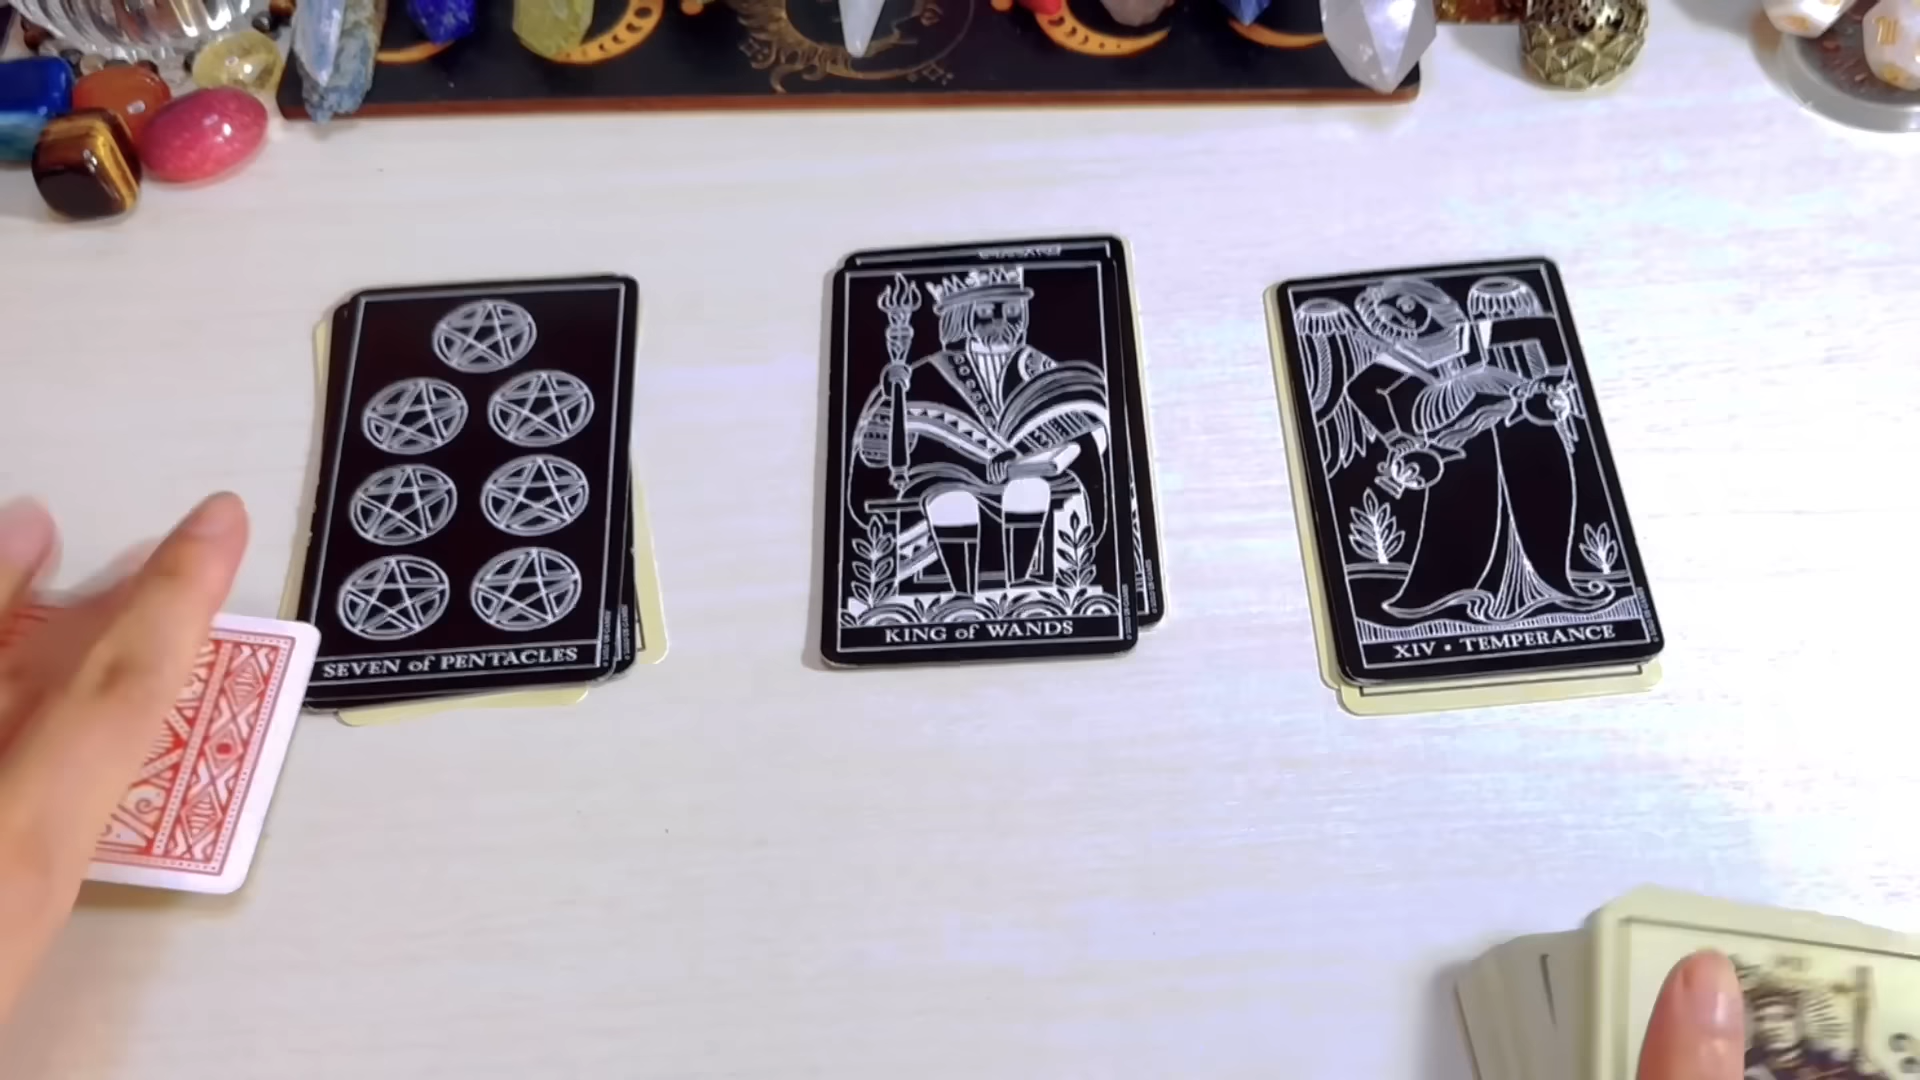 SEVEN of PENTACLES
KING of WANDS
XIV • TEMPERANCE